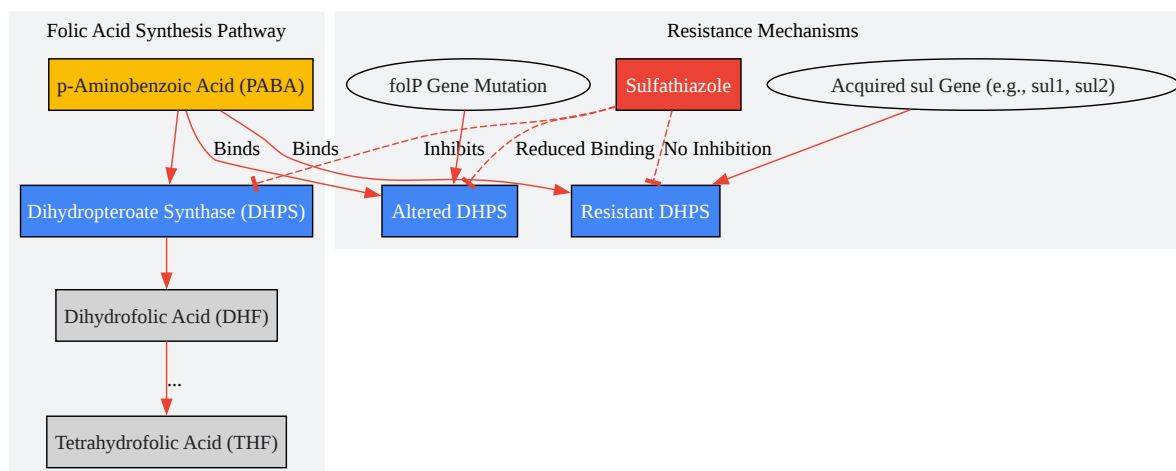 Folic Acid Synthesis Pathway
Resistance Mechanisms
p-Aminobenzoic Acid (PABA)
folP Gene Mutation
Sulfathiazole
Acquired sul Gene (e.g., sul1, sul2)
Binds
Binds
Inhibits
Reduced Binding
No Inhibition
Dihydropteroate Synthase (DHPS)
Altered DHPS
Resistant DHPS
Dihydrofolic Acid (DHF)
...
Tetrahydrofolic Acid (THF)